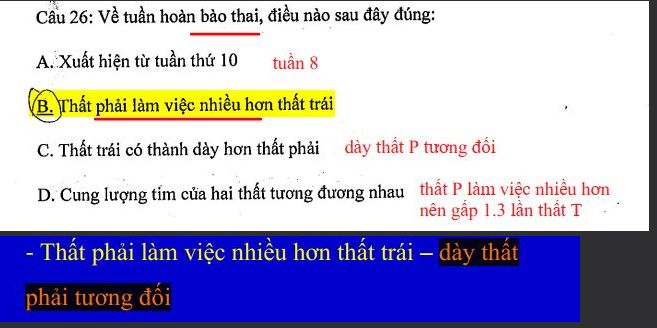 Câu 26: Về tuần hoàn bào thai, điều nào sau đây đúng:
A. Xuất hiện từ tuần thứ 10 tuần 8
B. Thất phải làm việc nhiều hơn thất trái
C. Thất trái có thành dày hơn thất phải dày thất P tương đối
D. Cung lượng tim của hai thất tương đương nhau thất P làm việc nhiều hơn
nên gấp 1.3 lần thất T
- Thất phải làm việc nhiều hơn thất trái – dày thất
phải tương đối